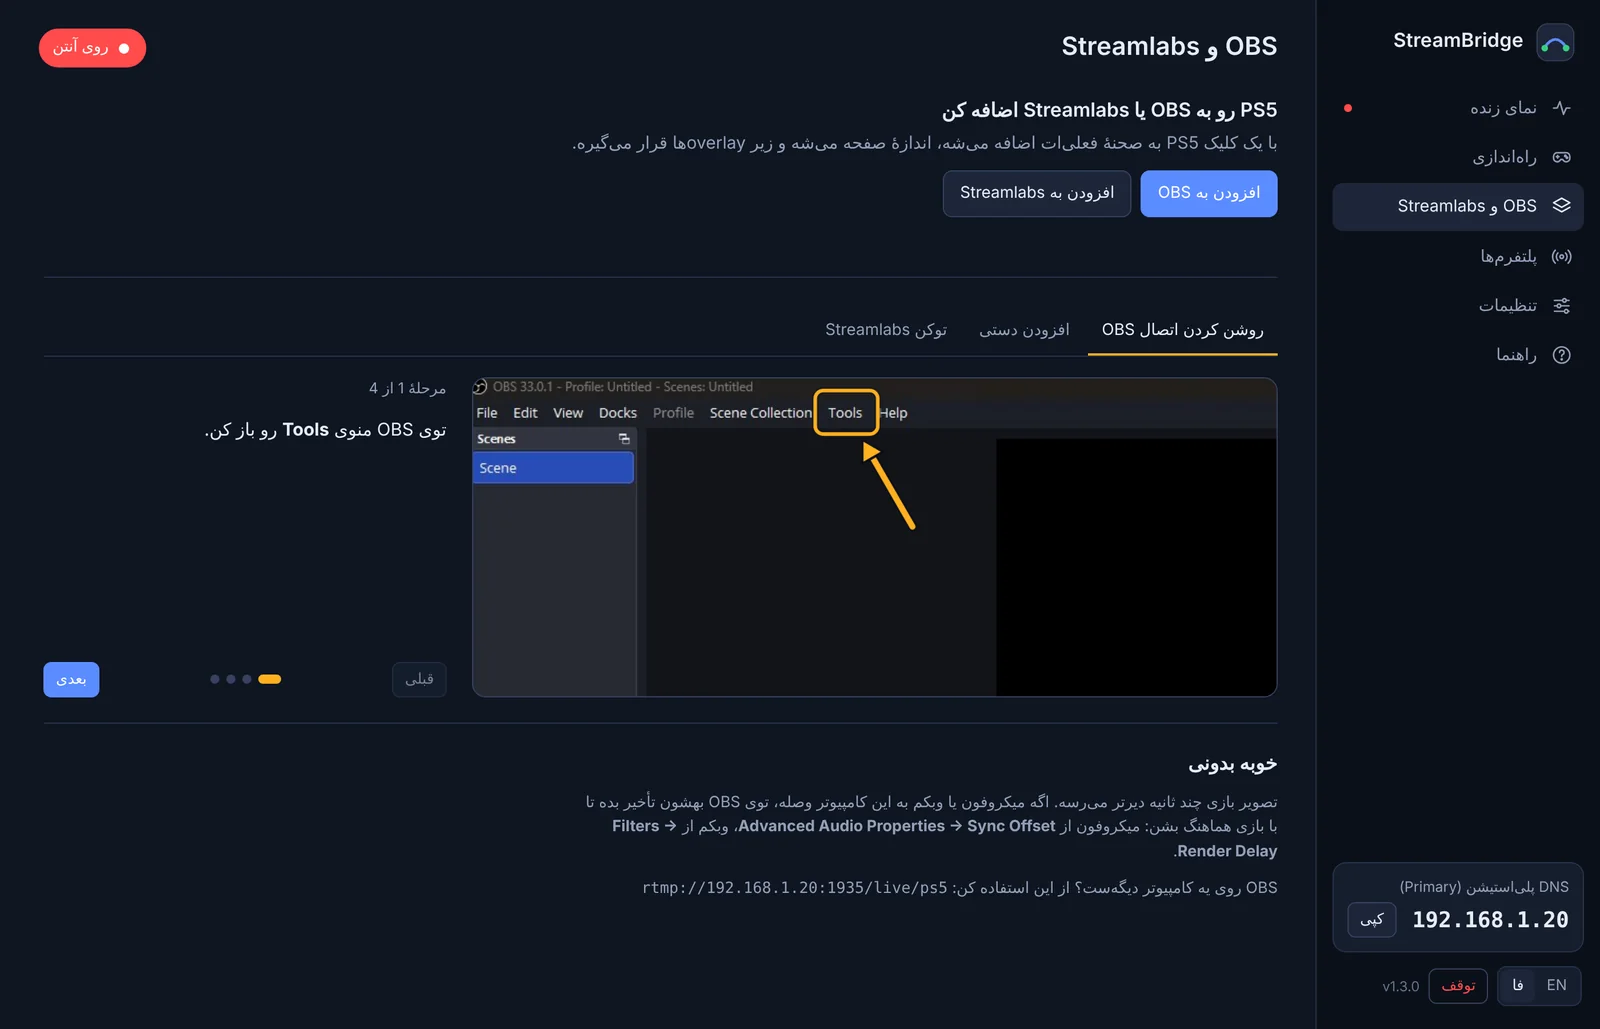 StreamBridge
نمای زنده
راه‌اندازی
OBS و Streamlabs
پلتفرم‌ها
تنظیمات
راهنما
DNS پلی‌استیشن (Primary)
192.168.1.20
کپی
EN
فا
توقف
v1.3.0
OBS و Streamlabs
روی آنتن
PS5 رو به OBS یا Streamlabs اضافه کن
با یک کلیک PS5 به صحنهٔ فعلی‌ات اضافه می‌شه، اندازهٔ صفحه می‌شه و زیر overlayها قرار می‌گیره.
افزودن به OBS
افزودن به Streamlabs
روشن کردن اتصال OBS
افزودن دستی
توکن Streamlabs
OBS 33.0.1 - Profile: Untitled - Scenes: Untitled
File Edit View Docks Profile Scene Collection Tools Help
Scenes
Scene
مرحلهٔ 1 از 4
توی OBS منوی Tools رو باز کن.
قبلی
بعدی
خوبه بدونی
تصویر بازی چند ثانیه دیرتر می‌رسه. اگه میکروفون یا وبکم به این کامپیوتر وصله، توی OBS بهشون تأخیر بده تا
با بازی هماهنگ بشن: میکروفون از Advanced Audio Properties → Sync Offset، وبکم از Filters →
Render Delay.
OBS روی یه کامپیوتر دیگه‌ست؟ از این استفاده کن: rtmp://192.168.1.20:1935/live/ps5